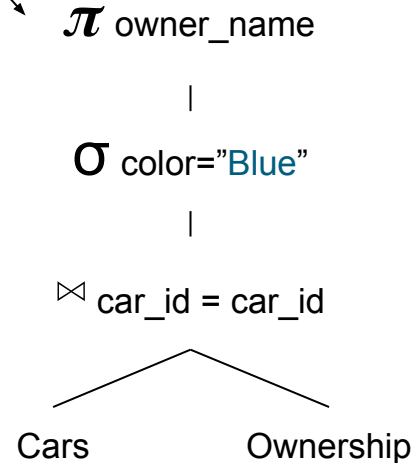 π owner_name
σ color=”Blue”
⋈ car_id = car_id
Cars Ownership